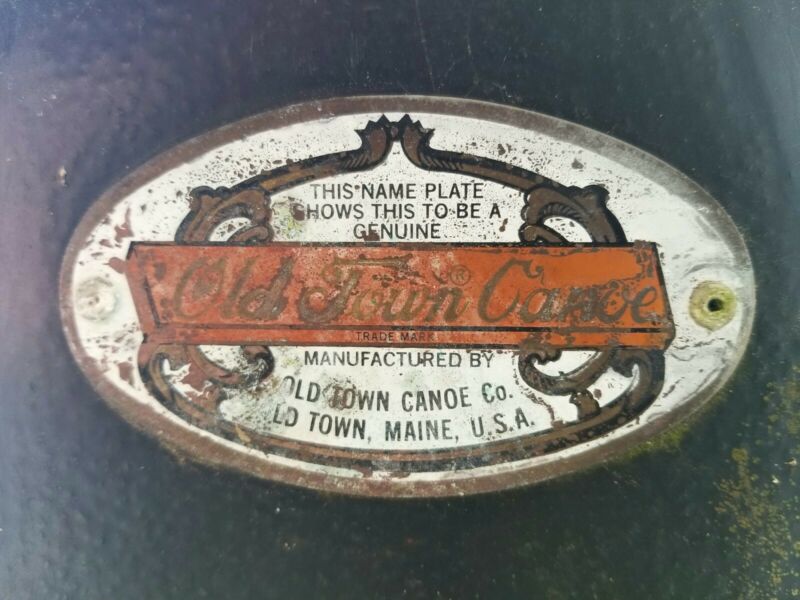 THIS NAME PLATE
SHOWS THIS TO BE A
GENUINE
Old Town® Canoe
TRADE MARK
MANUFACTURED BY
OLD TOWN CANOE Co.
LD TOWN, MAINE, U.S.A.